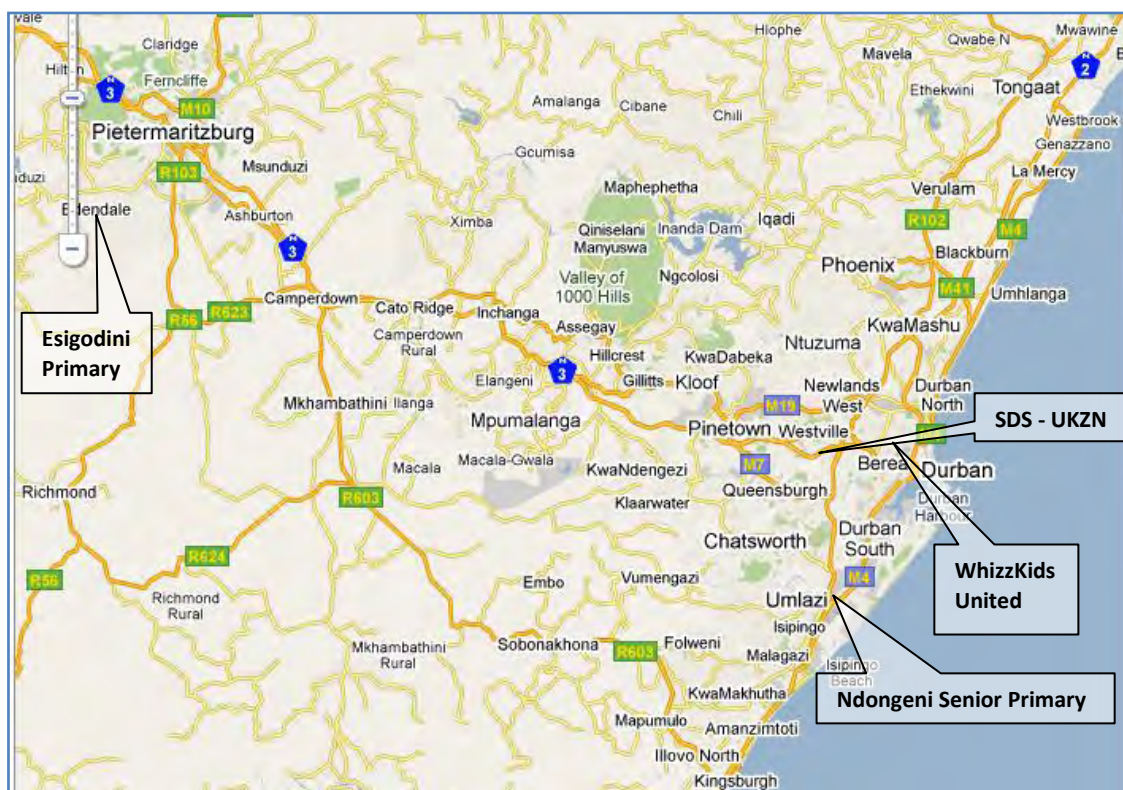 Claridge
Hilton
Ferncliffe
N
3
M10
Pietermaritzburg
R103
Msunduzi
Edendale
Ashburton
N
3
Esigodini
Primary
R56
R623
Camperdown
Cato Ridge
Camperdown
Rural
Inchanga
Ximba
Gcumisa
Amalanga
Cibane
Chili
Hlophe
Mavela
Qwabe N
Mwawine
N
2
Ethekwini
Tongaat
Westbrook
Genazzano
La Mercy
Verulam
R102
M4
Blackburn
Maphephetha
Qiniselani
Manyuswa
Inanda Dam
Iqadi
Valley of
1000 Hills
Ngcolosi
Phoenix
M41
Umhlanga
Assegay
Hillcrest
KwaDabeka
Ntuzuma
KwaMashu
N
3
Elangeni
Gillitts
Kloof
Newlands
West
Durban
North
M19
Mkhambathini
Ilanga
Mpumalanga
Pinetown
Westville
SDS - UKZN
Macala
Macala-Gwala
KwaNdengezi
M7
Berea
Durban
Queensburgh
Durban
Harbour
Richmond
R603
Klaarwater
Chatsworth
Durban
South
WhizzKids
United
R624
R56
Richmond
Rural
Embo
Vumengazi
M4
Umlazi
Isipingo
Mkhambathini
Rural
Sobonakhona
R603
Folweni
Malagazi
Isipingo
Beach
Ndongeni Senior Primary
KwaMakhutha
Mapumulo
Amanzimtoti
Illovo North
Kingsburgh